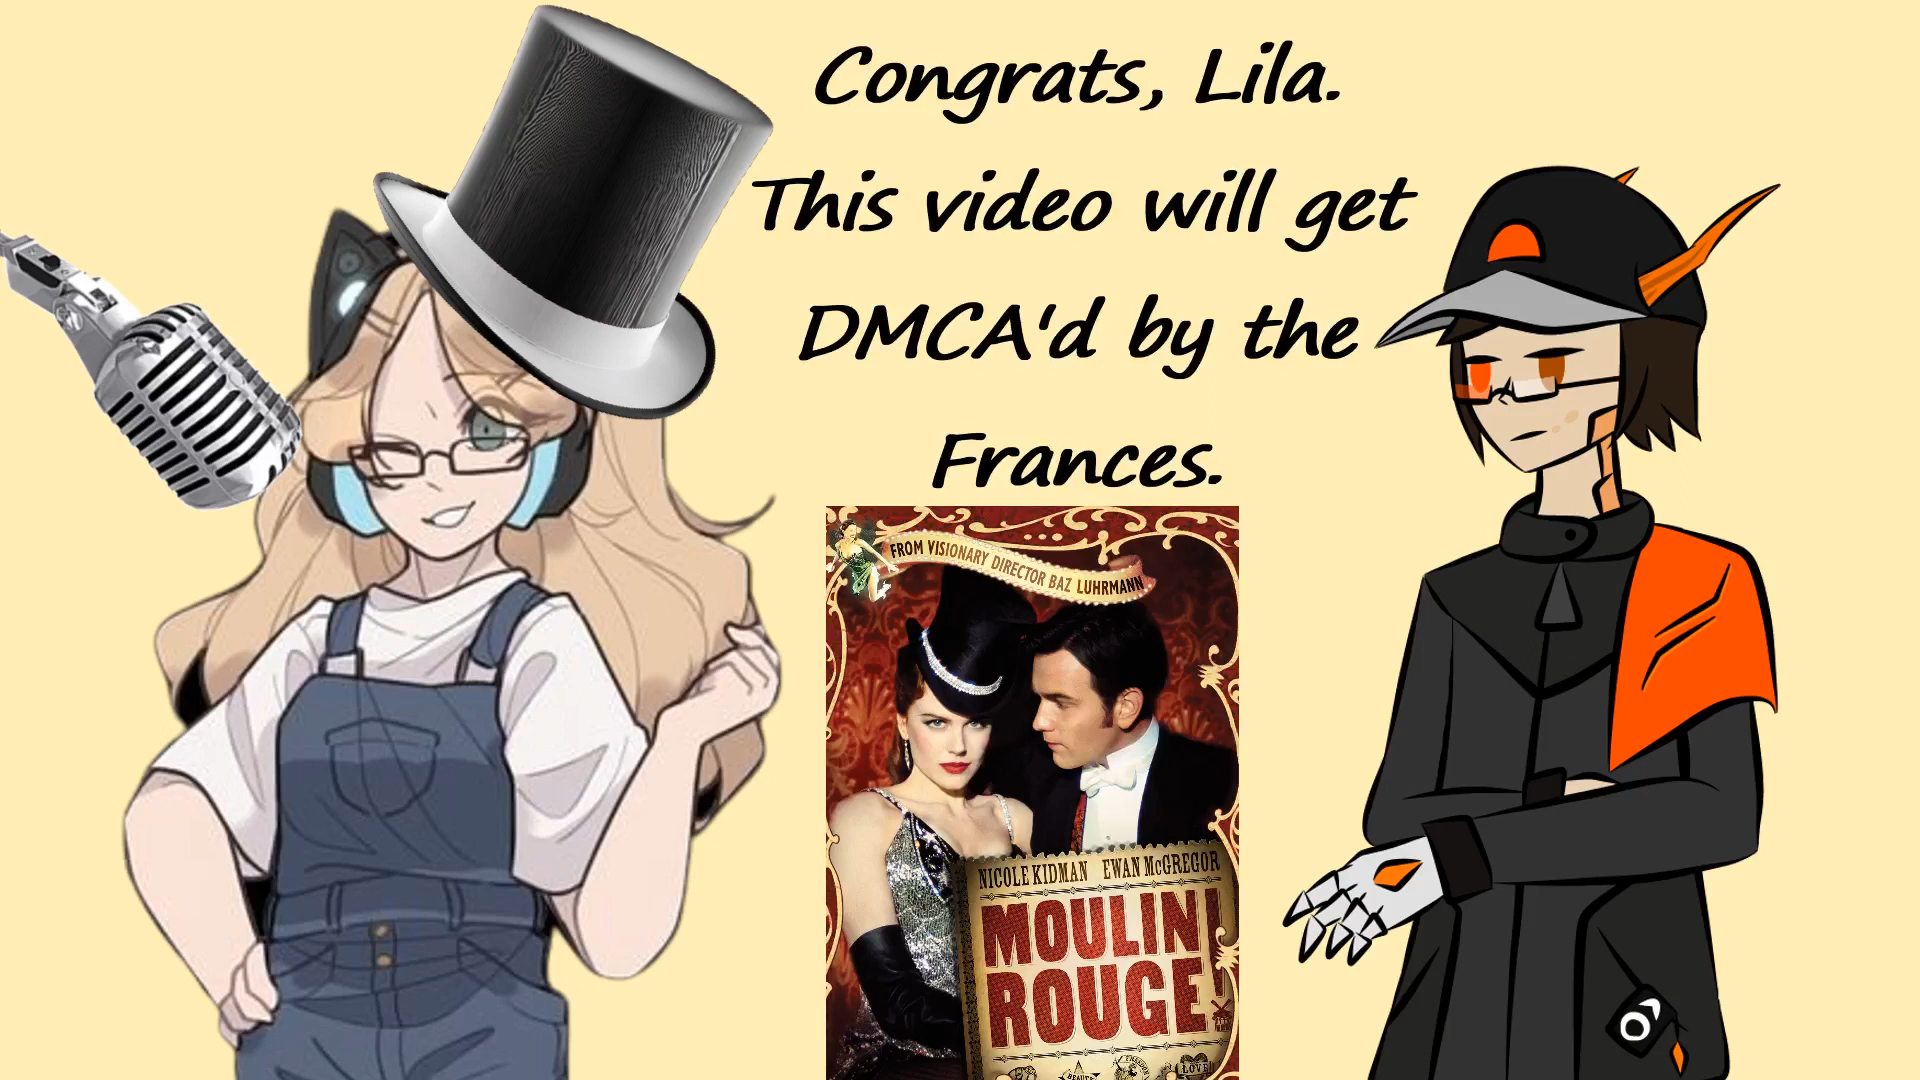 Congrats, Lila.
This video will get
DMCA'd by the
Frances.
FROM VISIONARY DIRECTOR BAZ LUHRMANN
NICOLE KIDMAN EWAN McGREGOR
MOULIN
ROUGE!
LOVE